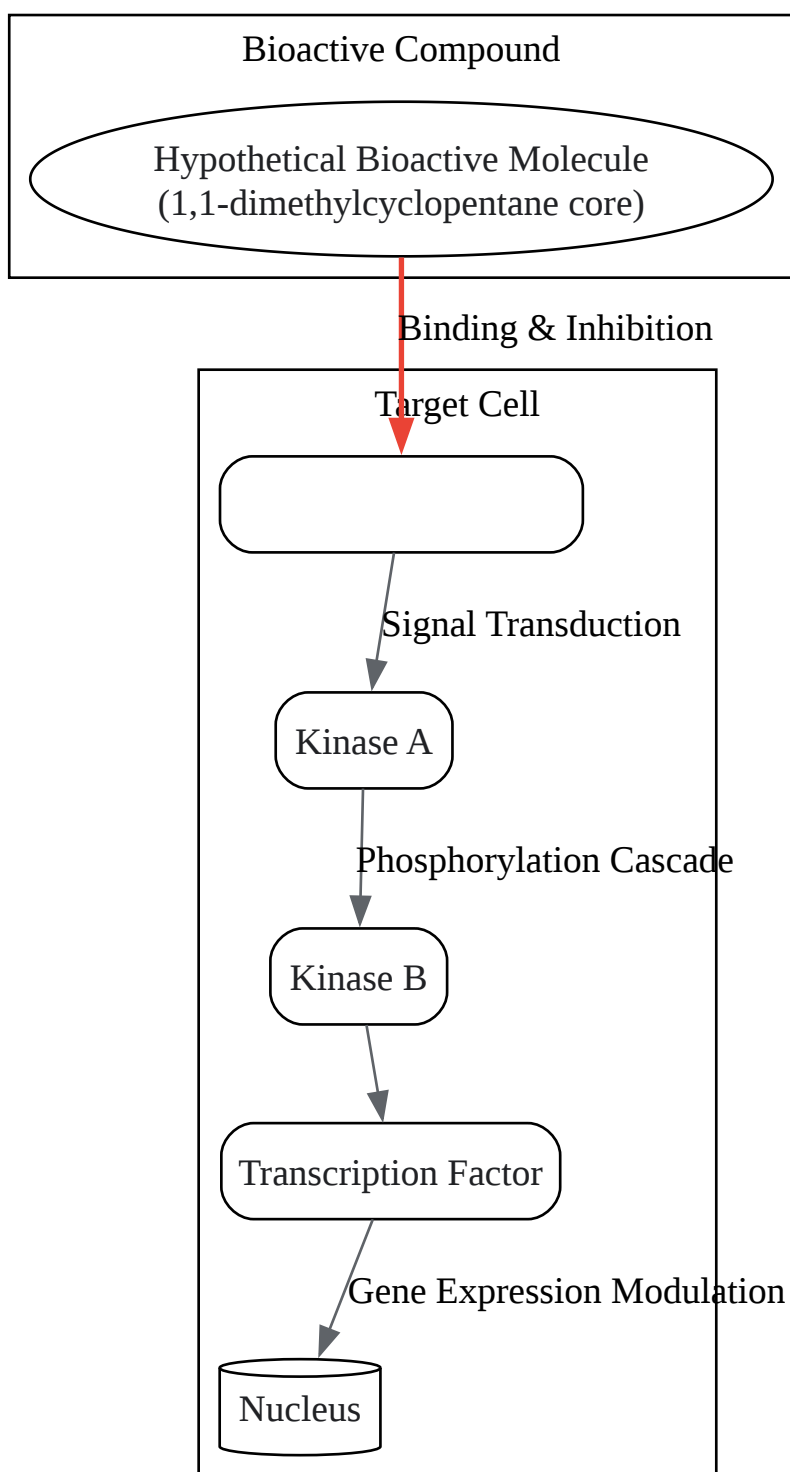 Bioactive Compound
Hypothetical Bioactive Molecule
(1,1-dimethylcyclopentane core)
Binding & Inhibition
Target Cell
Signal Transduction
Kinase A
Phosphorylation Cascade
Kinase B
Transcription Factor
Gene Expression Modulation
Nucleus